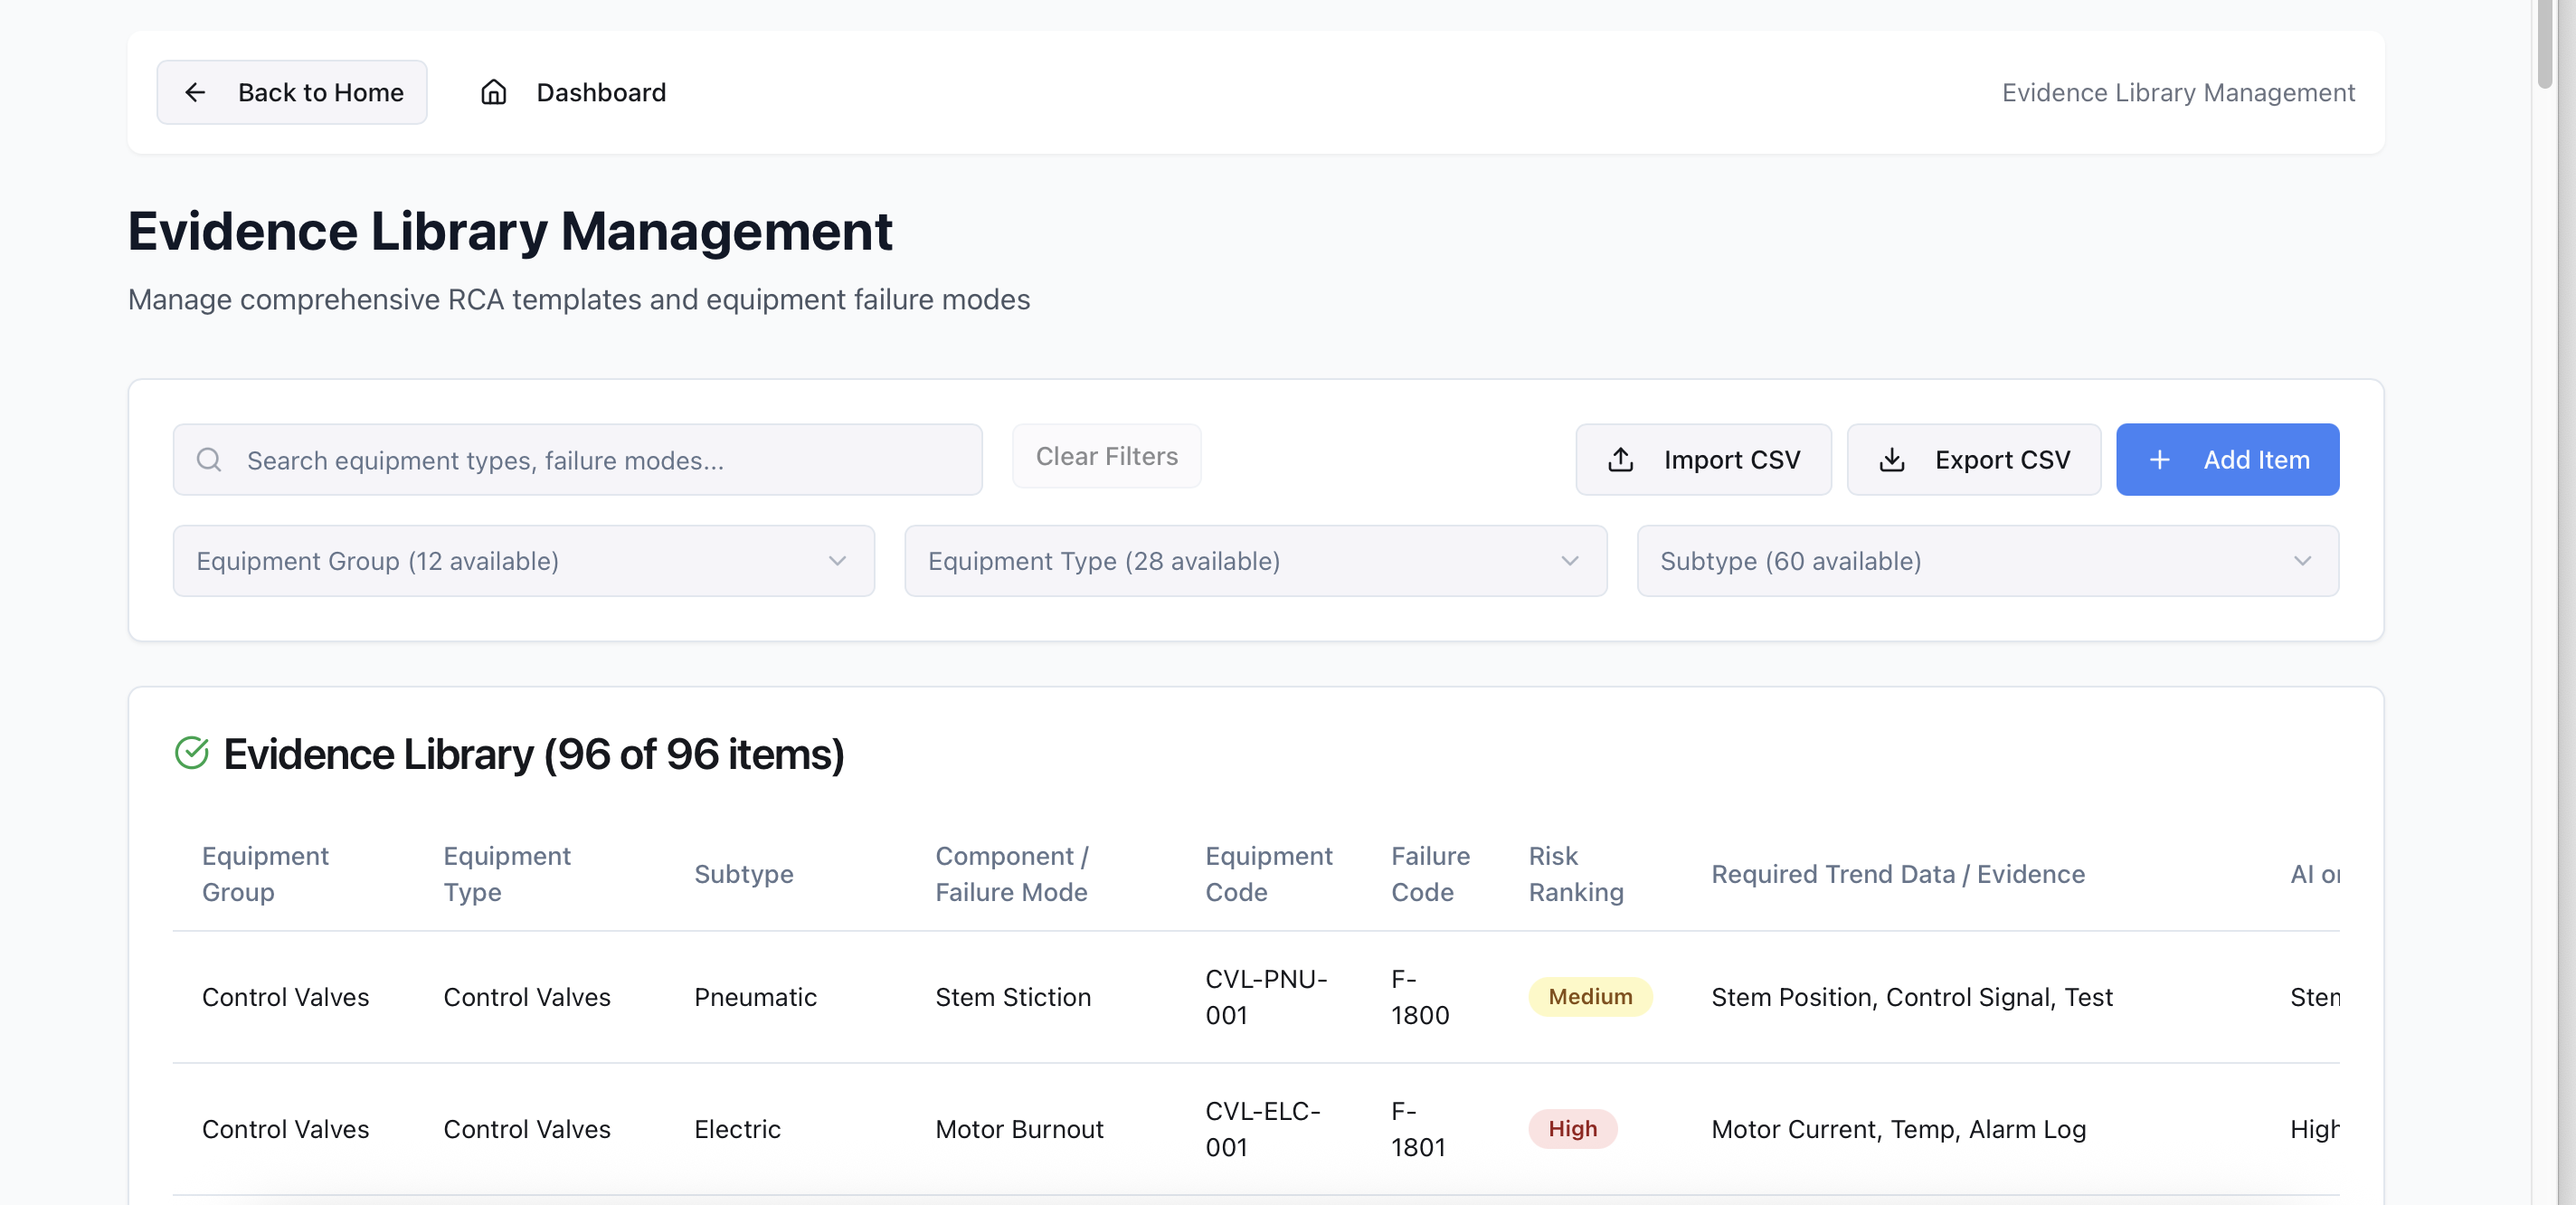 Back to Home
Dashboard
Evidence Library Management
Evidence Library Management
Manage comprehensive RCA templates and equipment failure modes
Search equipment types, failure modes...
Clear Filters
Import CSV
Export CSV
Add Item
Equipment Group (12 available)
Equipment Type (28 available)
Subtype (60 available)
Evidence Library (96 of 96 items)
Equipment
Group
Equipment
Type
Subtype
Component /
Failure Mode
Equipment
Code
Failure
Code
Risk
Ranking
Required Trend Data / Evidence
AI
Control Valves
Control Valves
Pneumatic
Stem Stiction
CVL-PNU-
001
F-
1800
Medium
Stem Position, Control Signal, Test
Control Valves
Control Valves
Electric
Motor Burnout
CVL-ELC-
001
F-
1801
High
Motor Current, Temp, Alarm Log
High